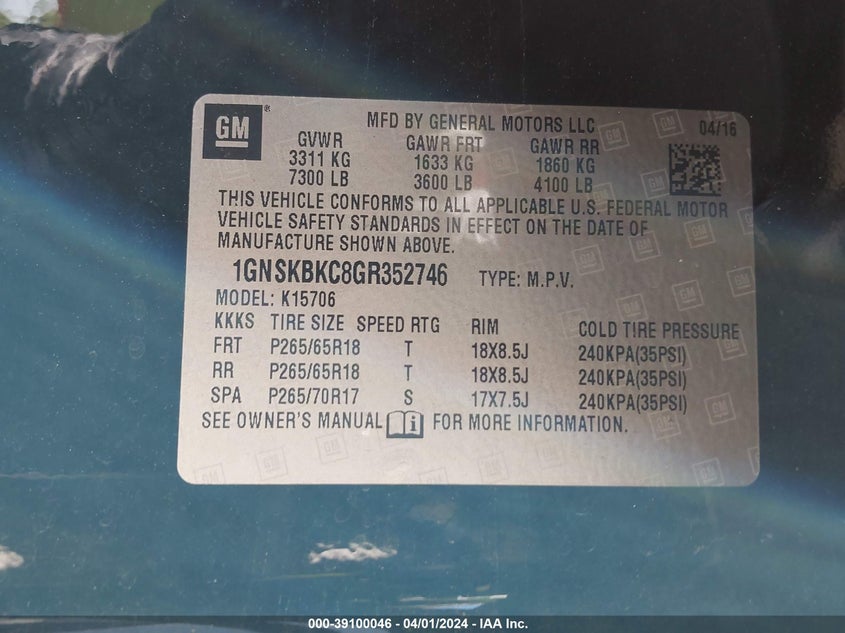 GM ®
MFD BY GENERAL MOTORS LLC 04/16
GVWR GAWR FRT GAWR RR
3311 KG 1633 KG 1860 KG
7300 LB 3600 LB 4100 LB
THIS VEHICLE CONFORMS TO ALL APPLICABLE U.S. FEDERAL MOTOR
VEHICLE SAFETY STANDARDS IN EFFECT ON THE DATE OF
MANUFACTURE SHOWN ABOVE.
1GNSKBKC8GR352746 TYPE: M.P.V.
MODEL: K15706
KKKS TIRE SIZE SPEED RTG RIM COLD TIRE PRESSURE
FRT P265/65R18 T 18X8.5J 240KPA(35PSI)
RR P265/65R18 T 18X8.5J 240KPA(35PSI)
SPA P265/70R17 S 17X7.5J 240KPA(35PSI)
SEE OWNER'S MANUAL i FOR MORE INFORMATION.
000-39100046 - 04/01/2024 - IAA Inc.